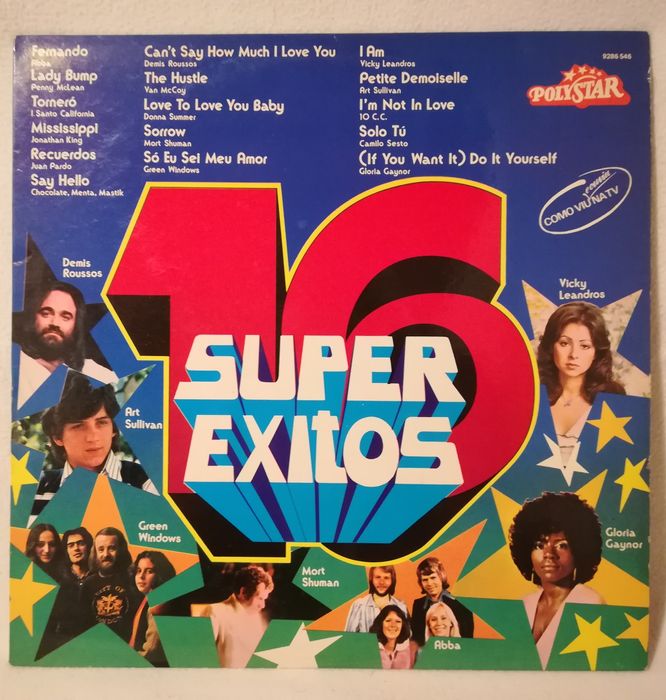 Fernando
Abba
Lady Bump
Penny McLean
Torneró
I. Santo California
Mississippi
Jonathan King
Recuerdos
Juan Pardo
Say Hello
Chocolate, Menta, Mastik
Can't Say How Much I Love You
Demis Roussos
The Hustle
Van McCoy
Love To Love You Baby
Donna Summer
Sorrow
Mort Shuman
Só Eu Sei Meu Amor
Green Windows
I Am
Vicky Leandros
Petite Demoiselle
Art Sullivan
I'm Not In Love
10 C.C.
Solo Tú
Camilo Sesto
(If You Want It) Do It Yourself
Gloria Gaynor
9286 546
POLYSTAR
e ouviu
COMO VIU NA TV
16
SUPER
EXITOS
Demis
Roussos
Vicky
Leandros
Art
Sullivan
Green
Windows
Mort
Shuman
Abba
Gloria
Gaynor